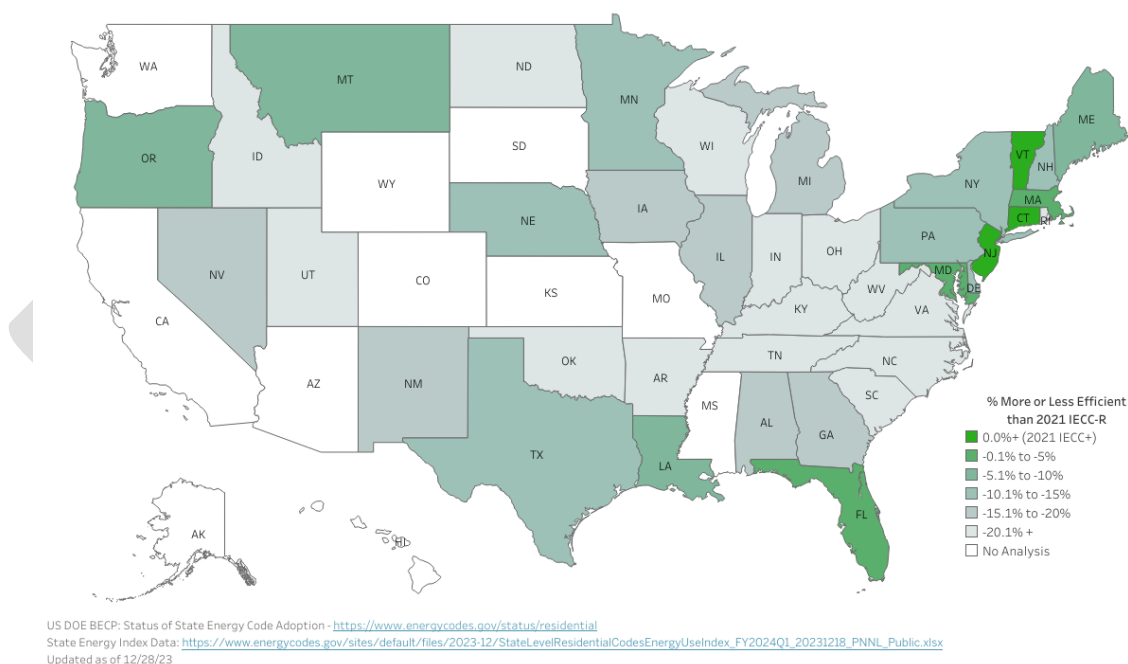 WA
MT
ND
MN
ME
OR
ID
SD
WI
VT
NH
WY
MI
NY
MA
NE
IA
CT
RI
PA
NV
UT
CO
IL
IN
OH
NJ
MD
DE
KS
MO
WV
VA
CA
KY
AZ
NM
OK
AR
TN
NC
SC
MS
AL
GA
TX
LA
FL
AK
HI
% More or Less Efficient
than 2021 IECC-R
0.0%+ (2021 IECC+)
-0.1% to -5%
-5.1% to -10%
-10.1% to -15%
-15.1% to -20%
-20.1% +
No Analysis
US DOE BECP: Status of State Energy Code Adoption - https://www.energycodes.gov/status/residential
State Energy Index Data: https://www.energycodes.gov/sites/default/files/2023-12/StateLevelResidentialCodesEnergyUseIndex_FY2024Q1_20231218_PNNL_Public.xlsx
Updated as of 12/28/23